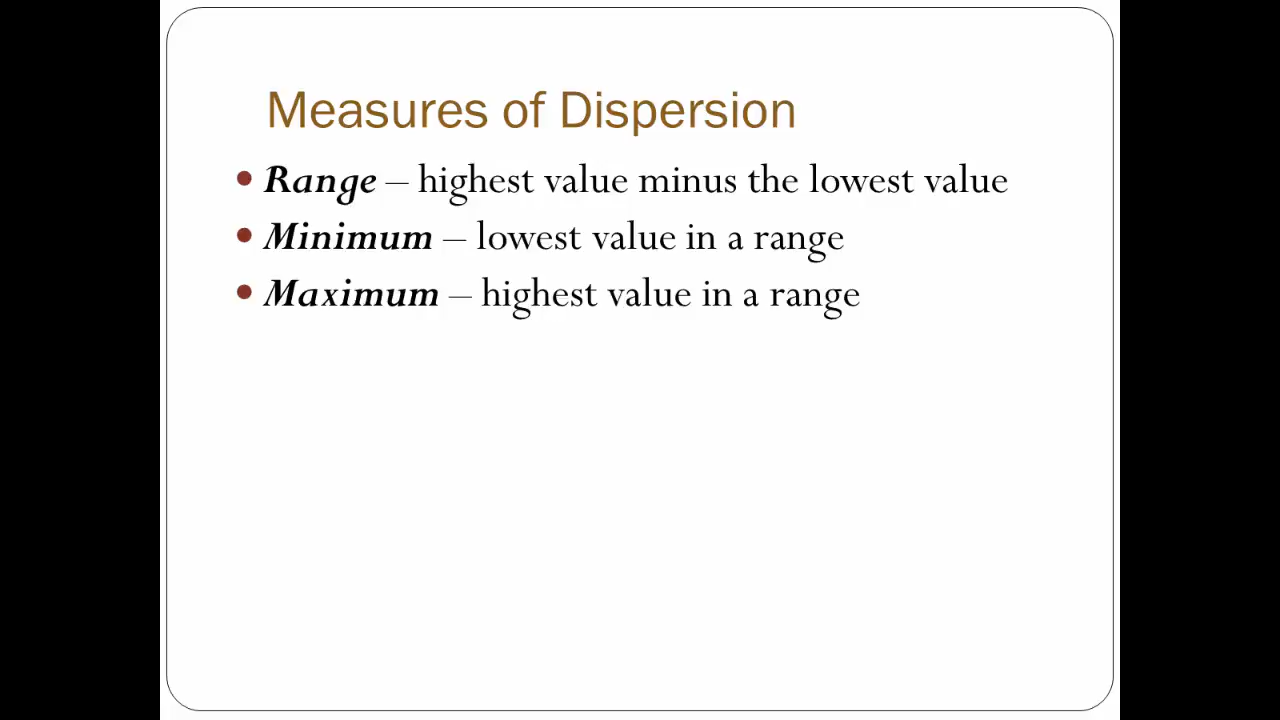 Measures of Dispersion
• Range – highest value minus the lowest value
• Minimum – lowest value in a range
• Maximum – highest value in a range